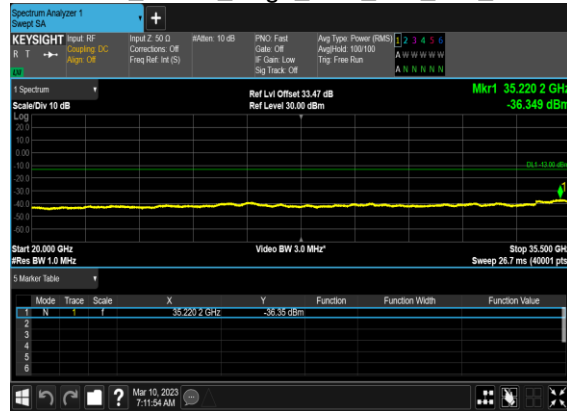 Spectrum Analyzer 1
Swept SA
+
KEYSIGHT Input: RF Input Z: 50 Ω #Atten: 10 dB PNO: Fast Avg Type: Power (RMS) 1 2 3 4 5 6
R T Coupling: DC Corrections: Off Gate: Off Avg|Hold: 100/100 A W W W W W
Align: Off Freq Ref: Int (S) IF Gain: Low Trig: Free Run
Sig Track: Off A N N N N N
1 Spectrum
Ref Lvl Offset 33.47 dB Mkr1 35.220 2 GHz
Scale/Div 10 dB Ref Level 30.00 dBm -36.349 dBm
Log
20.0
10.0
0.00
-10.0 DL1 -13.00 dBm
-20.0
-30.0 1
-40.0
-50.0
-60.0
Start 20.000 GHz Video BW 3.0 MHz* Stop 35.500 GHz
#Res BW 1.0 MHz Sweep 26.7 ms (40001 pts)
5 Marker Table
Mode Trace Scale X Y Function Function Width Function Value
1 N 1 f 35.220 2 GHz -36.35 dBm
2
3
4
5
6
? Mar 10, 2023
7:11:54 AM